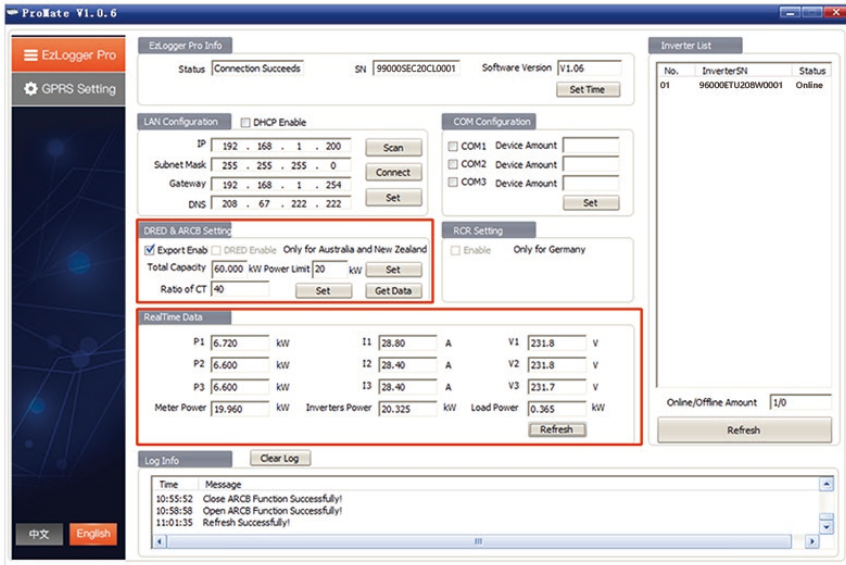 ProMate V1.0.6
EzLogger Pro
GPRS Setting
EzLogger Pro Info
Status Connection Succeeds SN 99000SEC20CL0001 Software Version V1.06
Set Time
LAN Configuration DHCP Enable
IP 192 . 168 . 1 . 200 Scan
Subnet Mask 255 . 255 . 255 . 0 Connect
Gateway 192 . 168 . 1 . 254
DNS 208 . 67 . 222 . 222 Set
COM Configuration
COM1 Device Amount
COM2 Device Amount
COM3 Device Amount
Set
DRED & ARCB Setting
Export Enab DRED Enable Only for Australia and New Zealand
Total Capacity 60.000 kW Power Limit 20 kW Set
Ratio of CT 40 Set Get Data
RCR Setting
Enable Only for Germany
RealTime Data
P1 6.720 kW I1 28.80 A V1 231.8 V
P2 6.600 kW I2 28.40 A V2 231.8 V
P3 6.600 kW I3 28.40 A V3 231.7 V
Meter Power 19.960 kW Inverters Power 20.325 kW Load Power 0.365 kW
Refresh
Inverter List
No. InverterSN Status
01 96000ETU208W0001 Online
Online/Offline Amount 1/0
Refresh
Log Info Clear Log
Time Message
10:55:52 Close ARCB Function Successfully!
10:58:58 Open ARCB Function Successfully!
11:01:35 Refresh Successfully!
中文 English